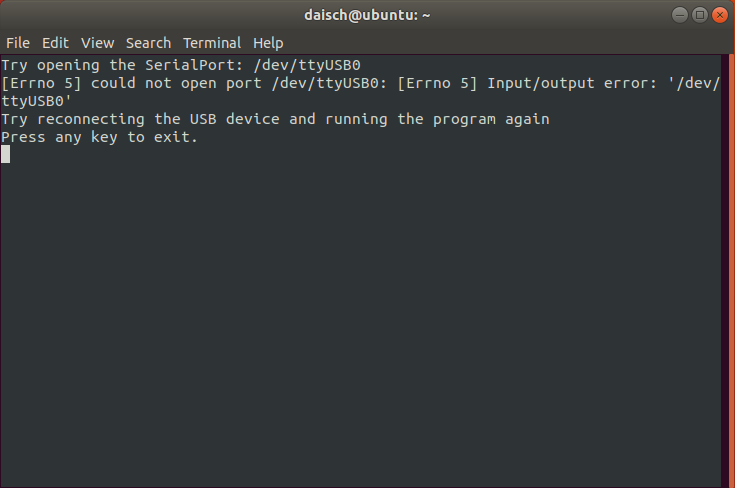 daisch@ubuntu: ~
File Edit View Search Terminal Help
Try opening the SerialPort: /dev/ttyUSB0
[Errno 5] could not open port /dev/ttyUSB0: [Errno 5] Input/output error: '/dev/
ttyUSB0'
Try reconnecting the USB device and running the program again
Press any key to exit.